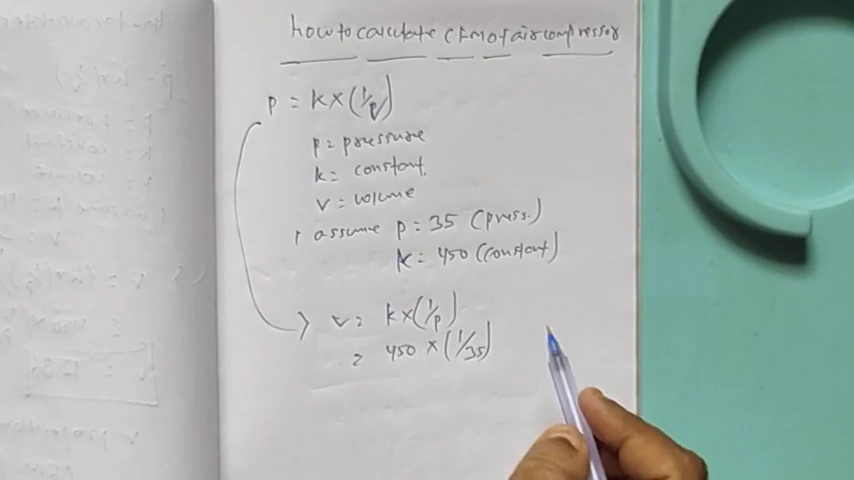 how to calculate CFM of air compressor
P = K×(1/V)
P = pressure
K = constant.
V = volume
I assume P = 35 (press.)
K = 450 (constant)
V = K×(1/P)
= 450 × (1/35)